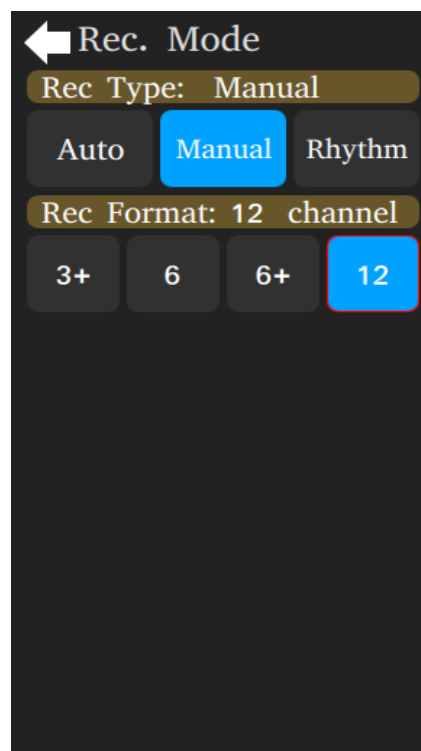 Rec. Mode
Rec Type: Manual
Auto Manual Rhythm
Rec Format: 12 channel
3+ 6 6+ 12